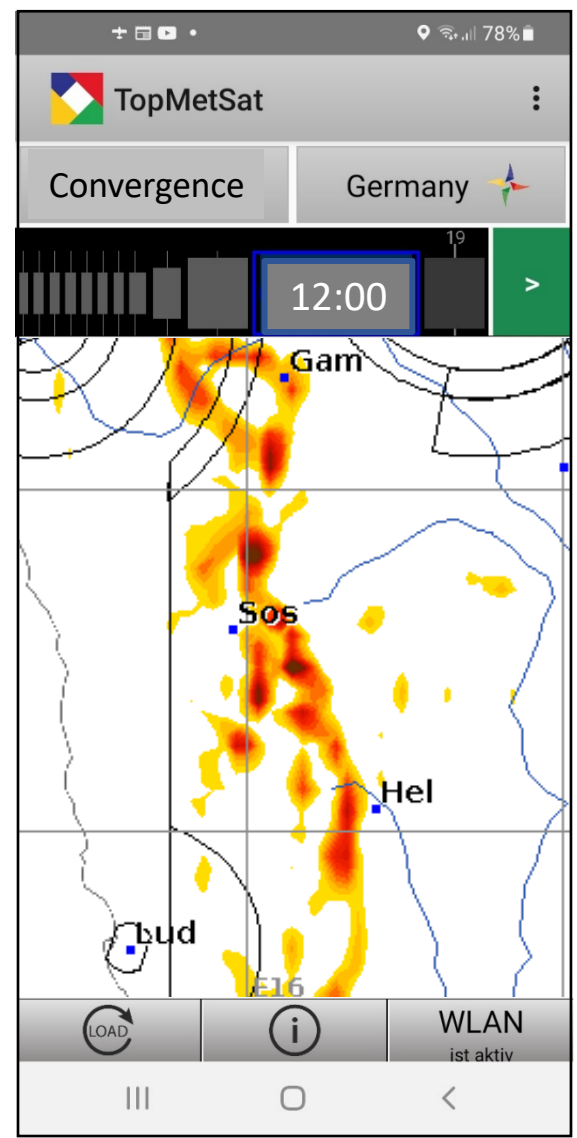 78%
TopMetSat
Convergence
Germany
19
12:00
>
Gam
Sos
Hel
Lud
E16
LOAD
i
WLAN
ist aktiv